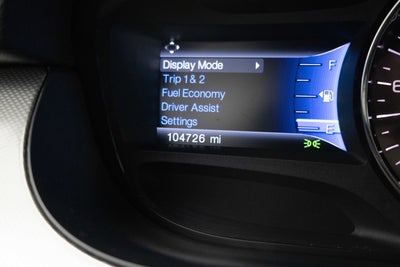 Display Mode
Trip 1 & 2
Fuel Economy
Driver Assist
Settings
104726 mi
F
E